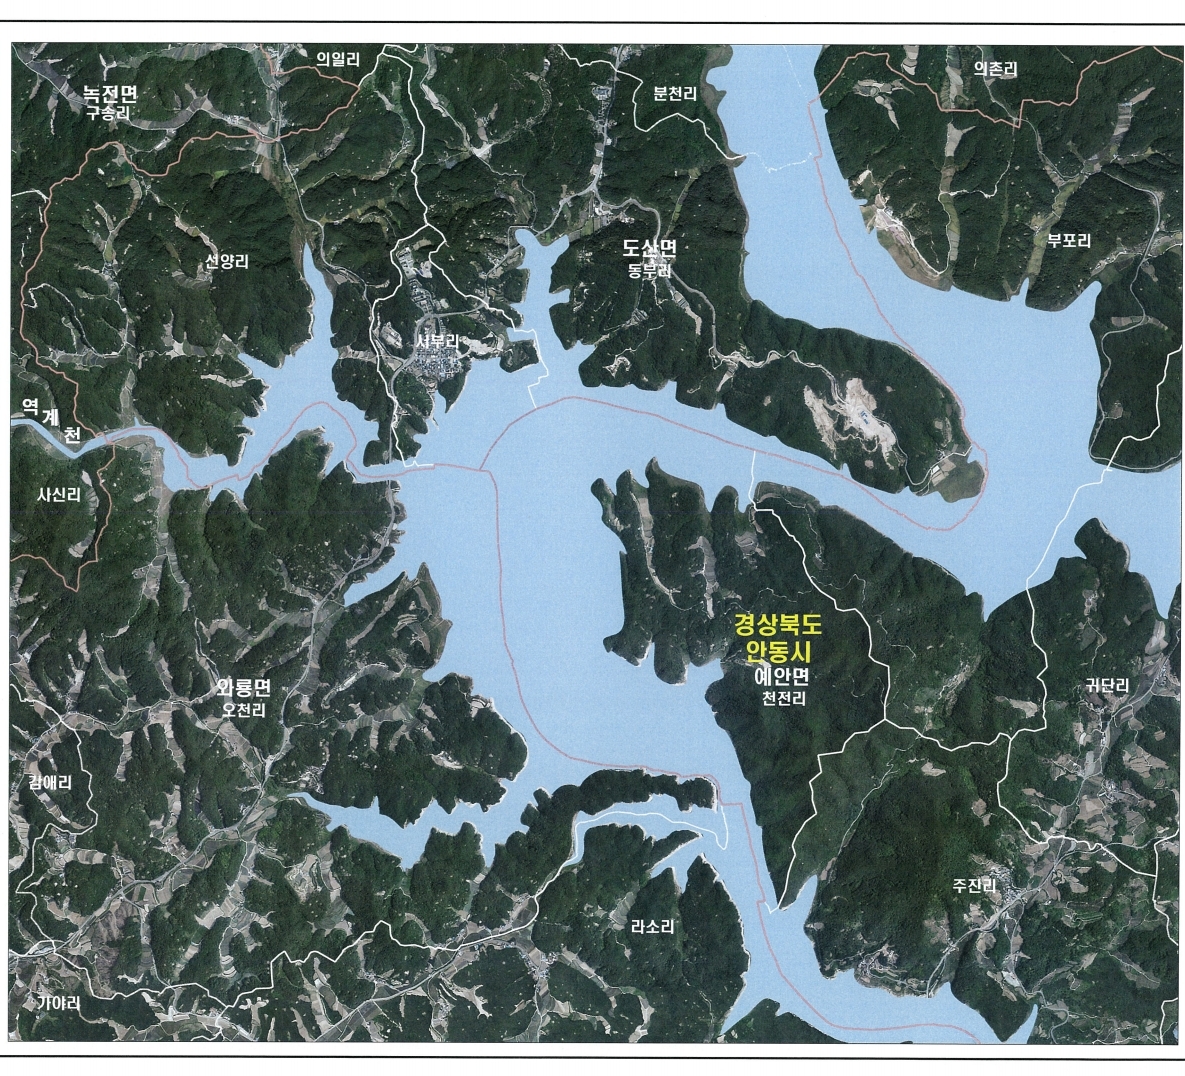 의일리
의촌리
녹전면
구송리
분천리
부포리
도산면
동부리
선양리
서부리
역계천
사신리
경상북도
안동시
예안면
천전리
와룡면
오천리
귀단리
감애리
주진리
라소리
가야리